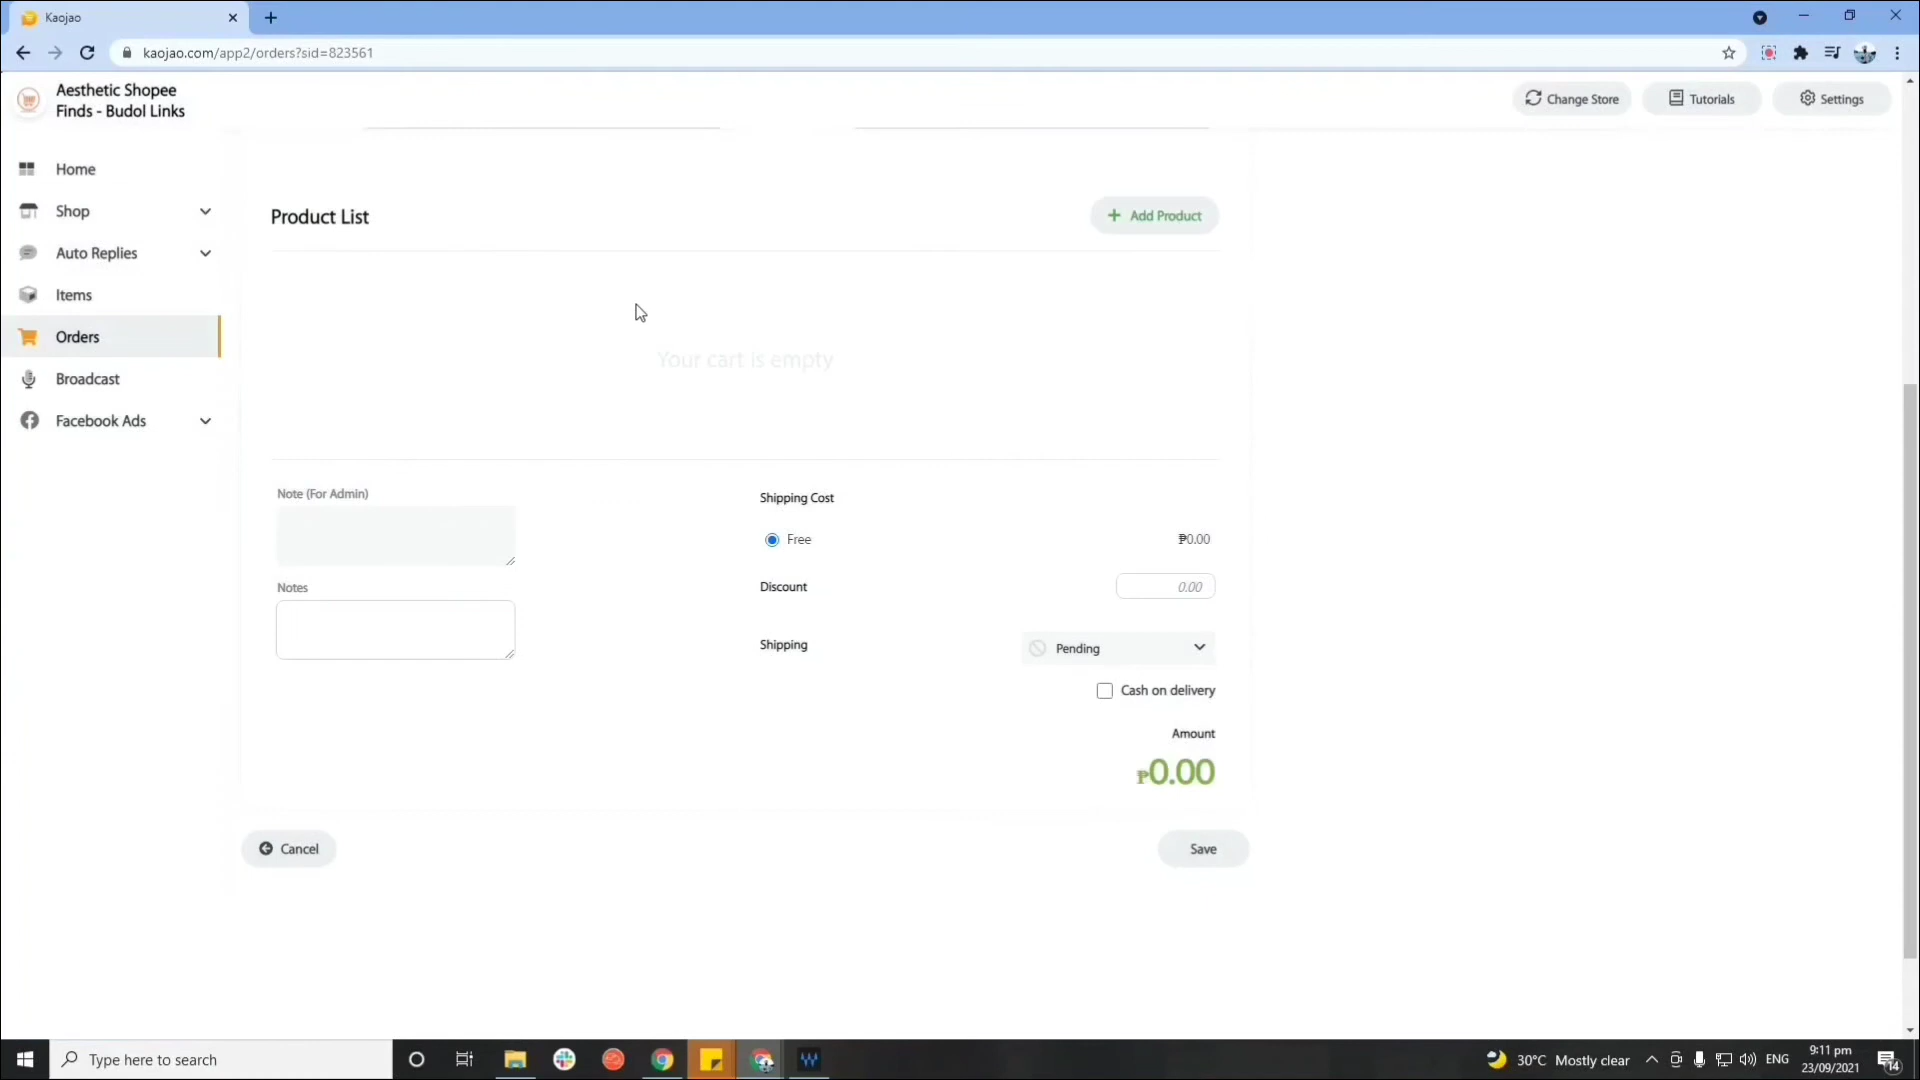 Kaojao
kaojao.com/app2/orders?sid=823561
Aesthetic Shopee
Finds - Budol Links
Change Store
Tutorials
Settings
Home
Shop
Auto Replies
Items
Orders
Broadcast
Facebook Ads
Product List
+ Add Product
Your cart is empty
Note (For Admin)
Notes
Shipping Cost
Free
₱0.00
Discount
0.00
Shipping
Pending
Cash on delivery
Amount
₱0.00
Cancel
Save
Type here to search
30°C Mostly clear
ENG
9:11 pm
23/09/2021
14